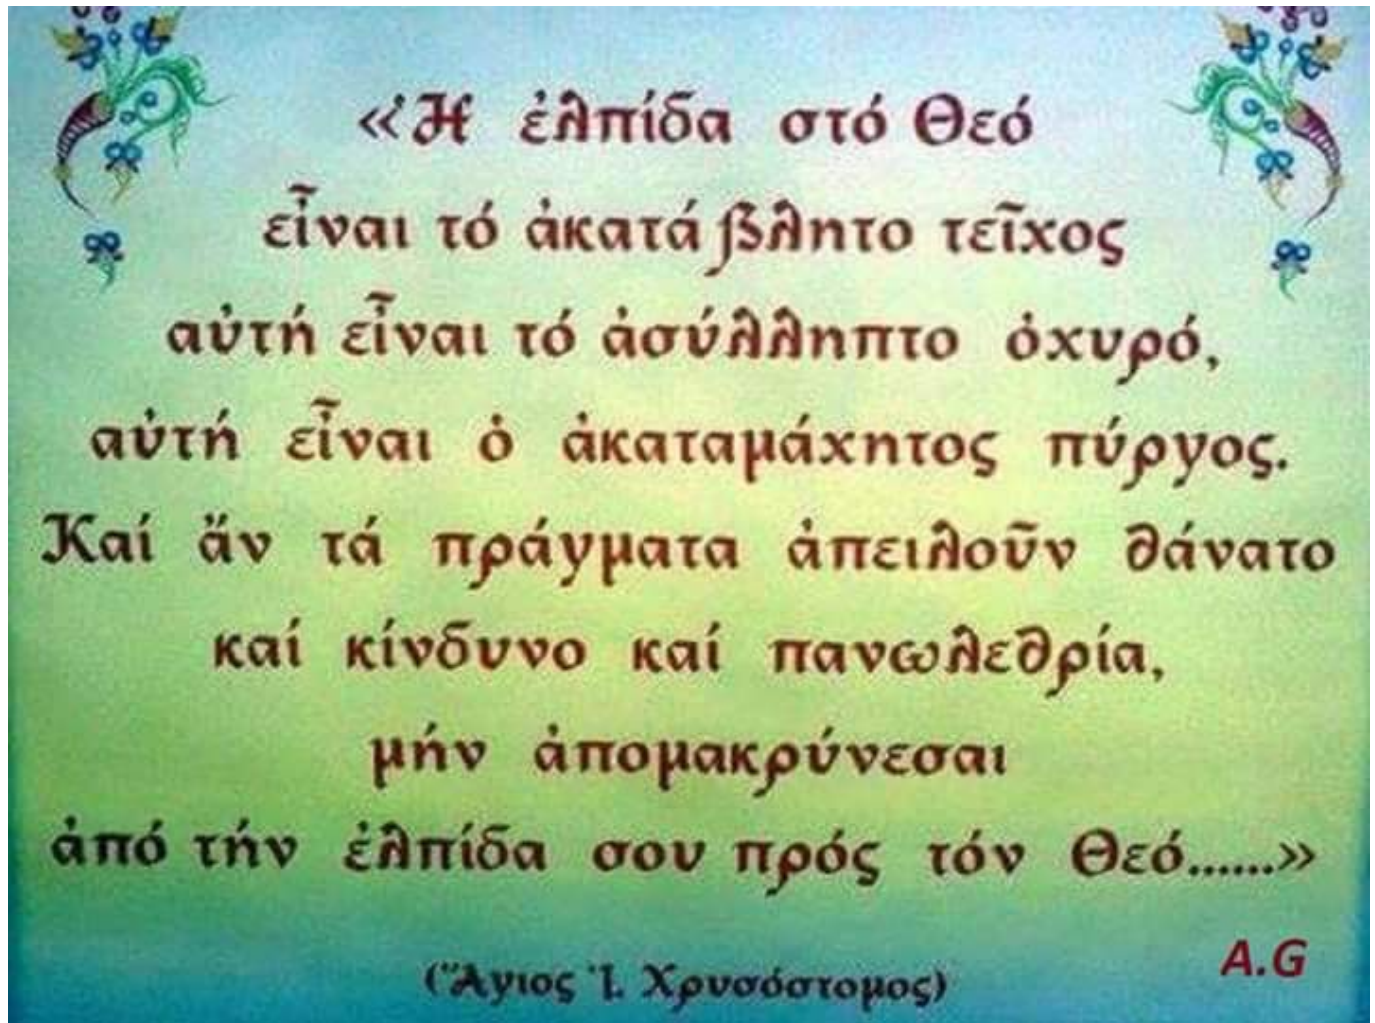 «Ἡ ἐλπίδα στό Θεό
εἶναι τό ἀκατάβλητο τεῖχος
αὐτή εἶναι τό ἀσύλληπτο ὀχυρό,
αὐτή εἶναι ὁ ἀκαταμάχητος πύργος.
Καί ἄν τά πράγματα ἀπειλοῦν θάνατο
καί κίνδυνο καί πανωλεθρία,
μήν ἀπομακρύνεσαι
ἀπό τήν ἐλπίδα σου πρός τόν Θεό......»
A.G
(Ἅγιος Ἰ. Χρυσόστομος)